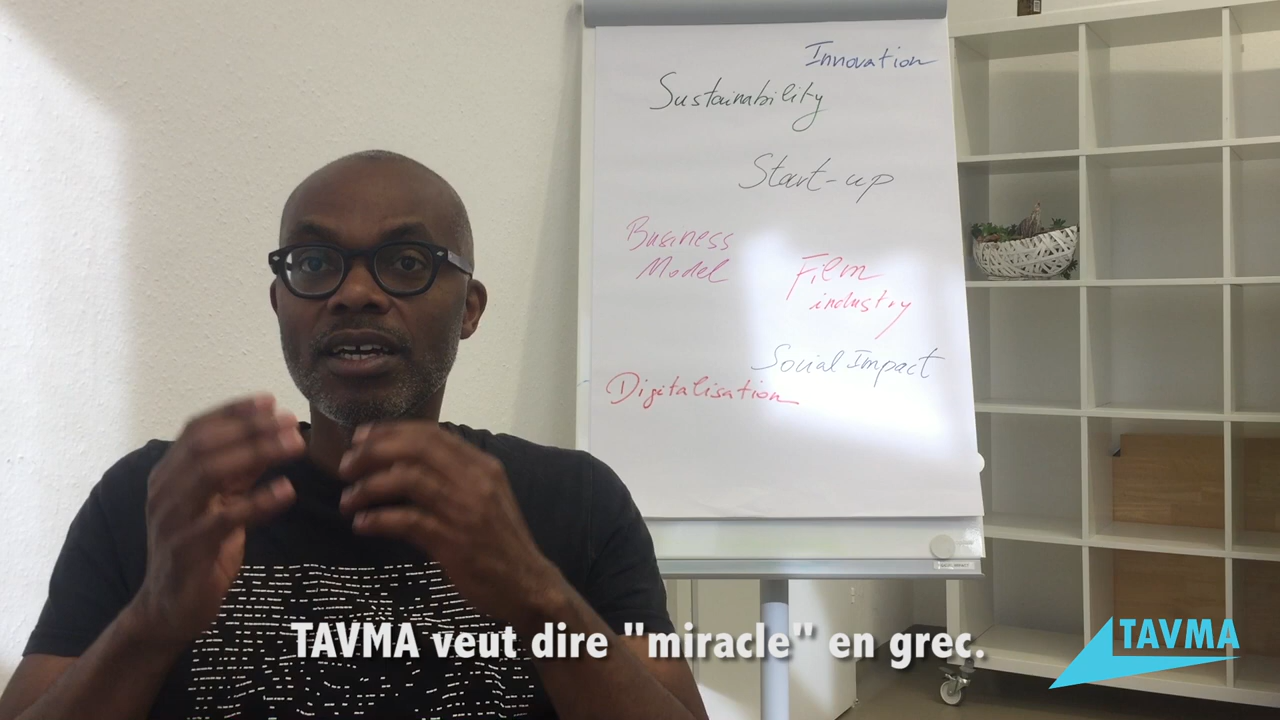 Innovation
Sustainability
Start-up
Business
Model
Film
industry
Social Impact
Digitalisation
TAVMA veut dire "miracle" en grec.
TAVMA